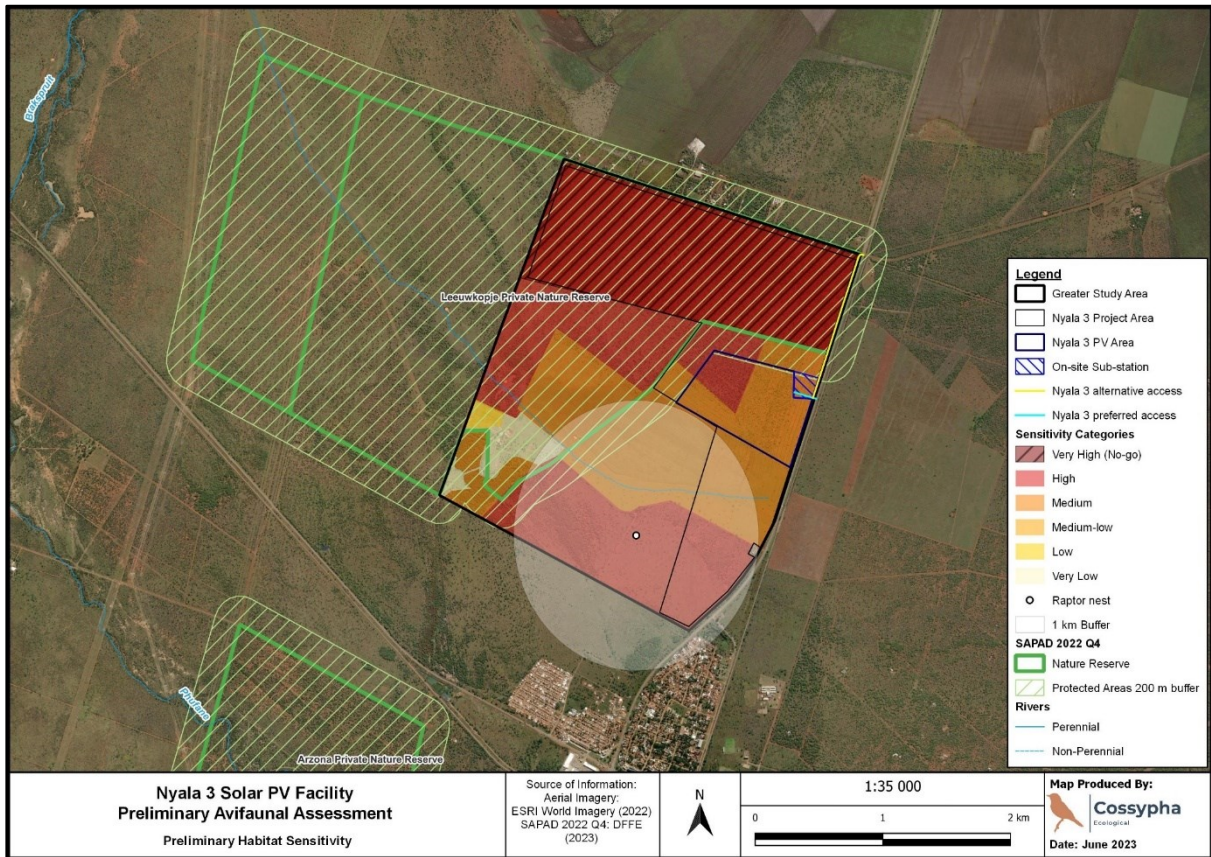 Braksproit
Leeuwkopje Private Nature Reserve
Phufane
Arzona Private Nature Reserve
Legend
Greater Study Area
Nyala 3 Project Area
Nyala 3 PV Area
On-site Sub-station
Nyala 3 alternative access
Nyala 3 preferred access
Sensitivity Categories
Very High (No-go)
High
Medium
Medium-low
Low
Very Low
Raptor nest
1 km Buffer
SAPAD 2022 Q4
Nature Reserve
Protected Areas 200 m buffer
Rivers
Perennial
Non-Perennial
Nyala 3 Solar PV Facility
Preliminary Avifaunal Assessment
Preliminary Habitat Sensitivity
Source of Information:
Aerial Imagery:
ESRI World Imagery (2022)
SAPAD 2022 Q4: DFFE
(2023)
N
1:35 000
0 1 2 km
Map Produced By:
Cossypha
Ecological
Date: June 2023